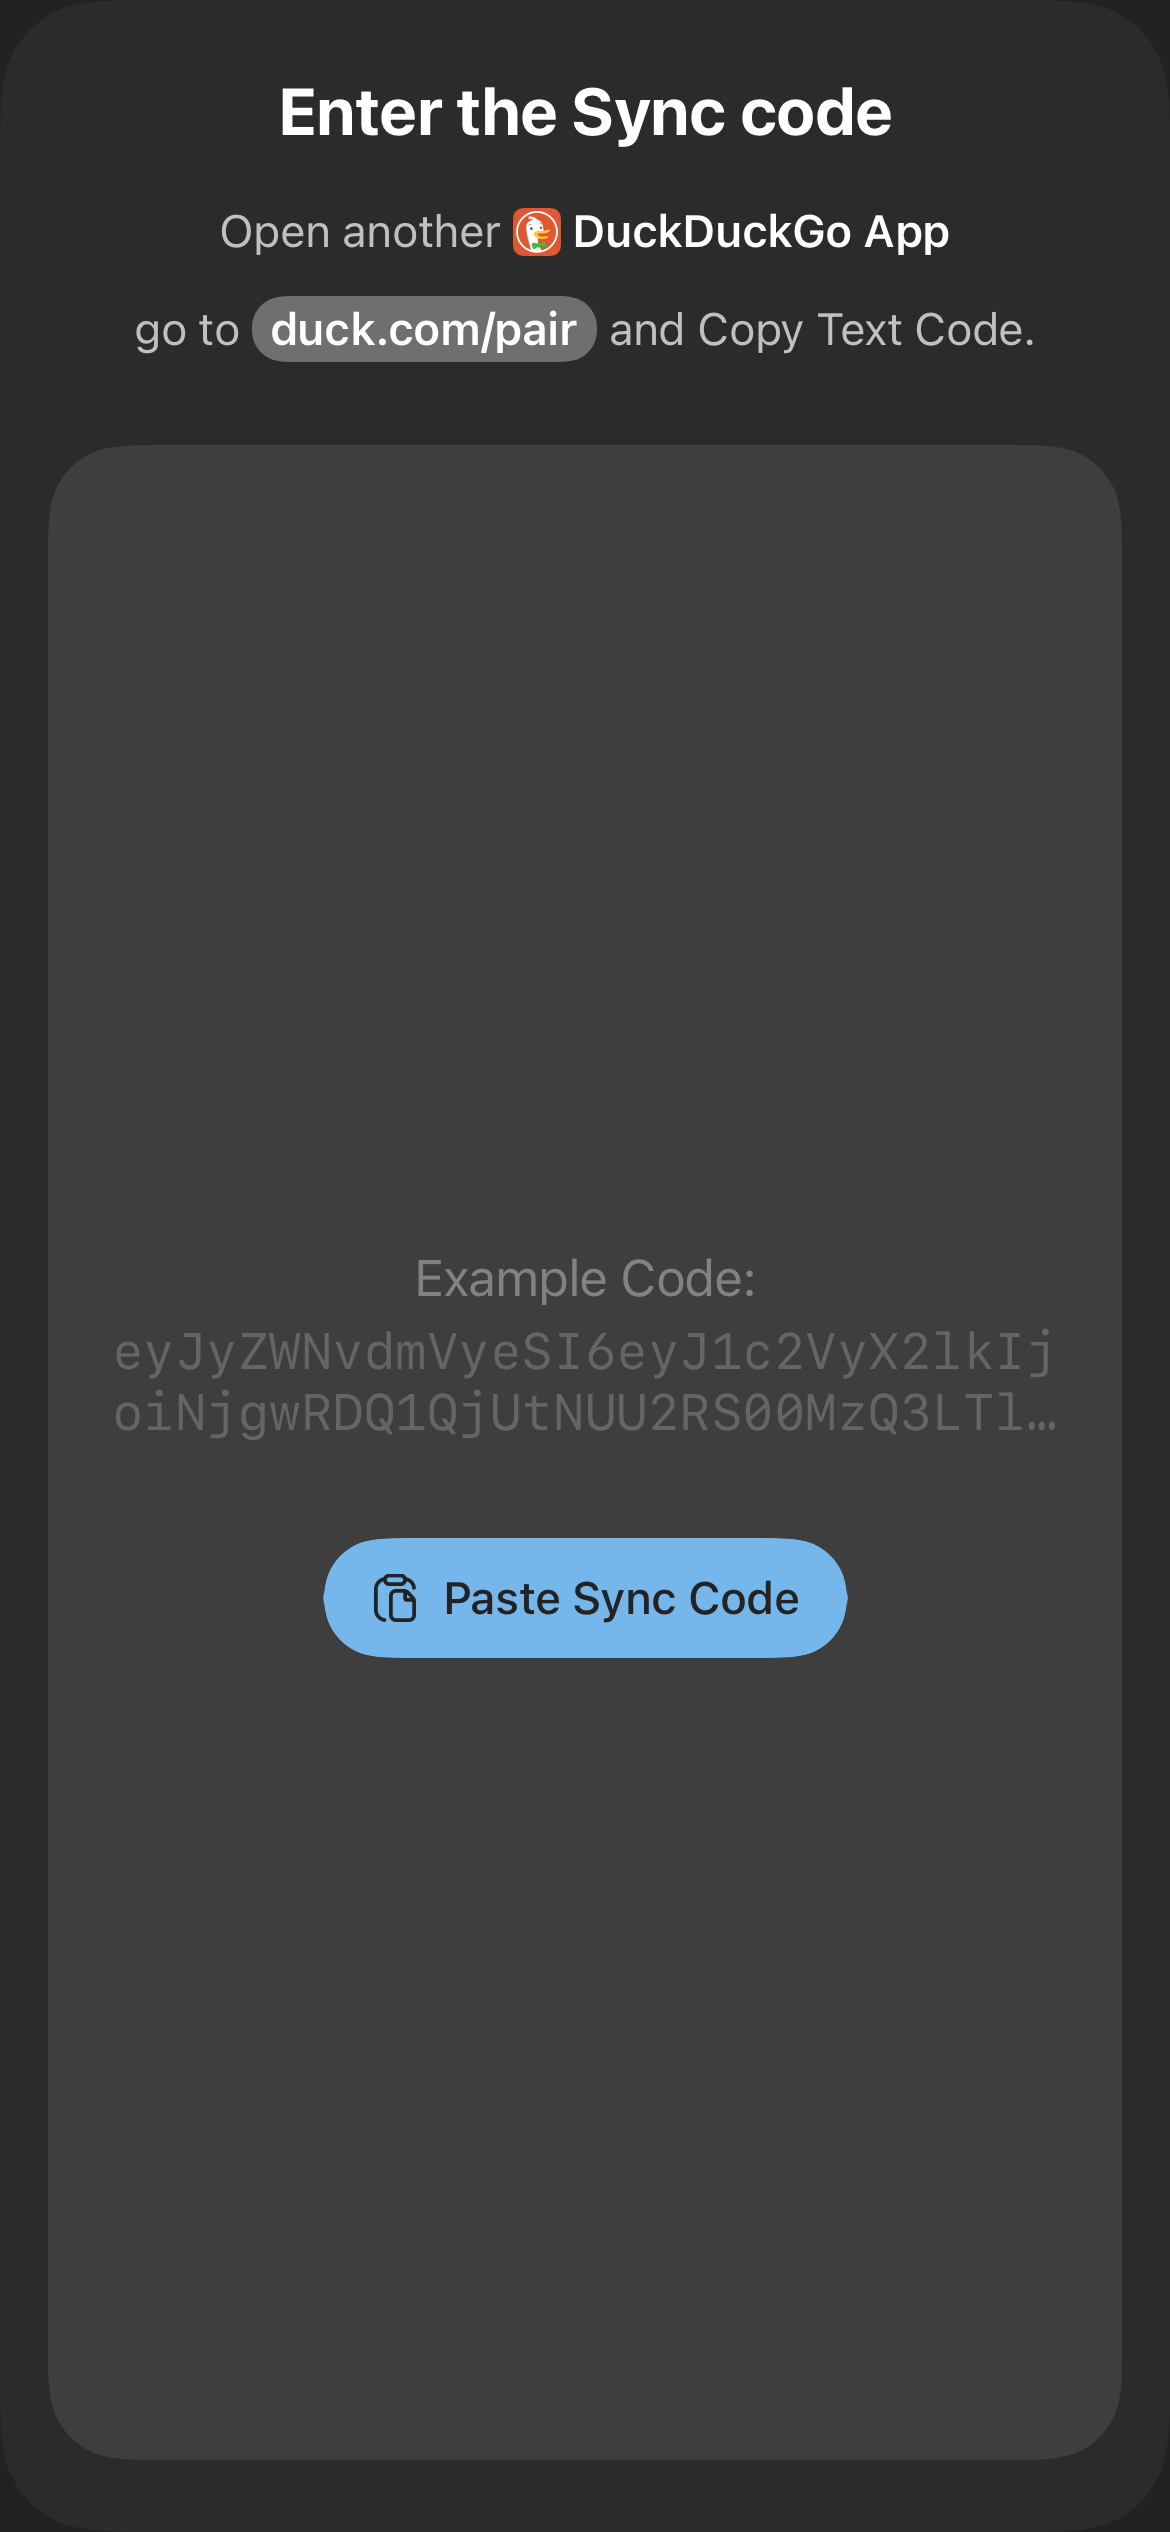 Enter the Sync code
Open another DuckDuckGo App
go to duck.com/pair and Copy Text Code.
Example Code:
eyJyZWNvdmVyeSI6eyJ1c2VyX2lkIj
oiNjgwRDQ1QjUtNUU2RS00MzQ3LTl…
Paste Sync Code